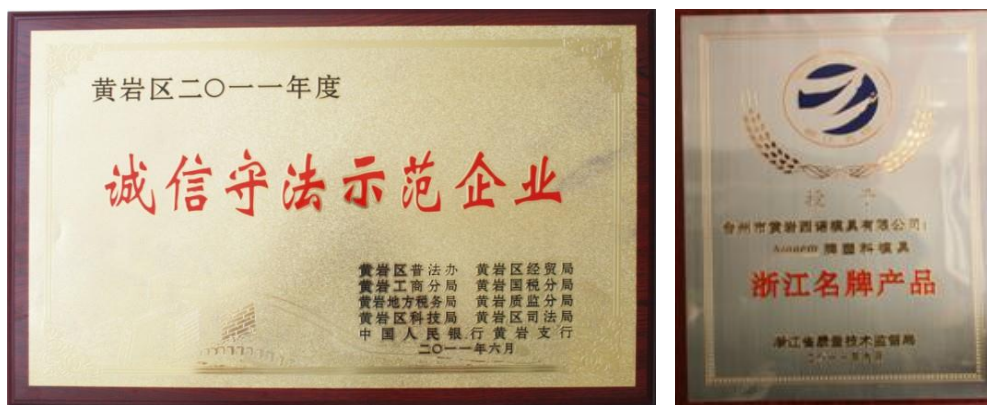 黄岩区二〇一一年度
诚信守法示范企业
黄岩区普法办 黄岩区经贸局
黄岩工商分局 黄岩国税分局
黄岩地方税务局 黄岩质监分局
黄岩区科技局 黄岩区司法局
中国人民银行黄岩支行
二〇一一年六月
授予
台州市黄岩西诺模具有限公司:
牌塑料模具
浙江名牌产品
浙江省质量技术监督局